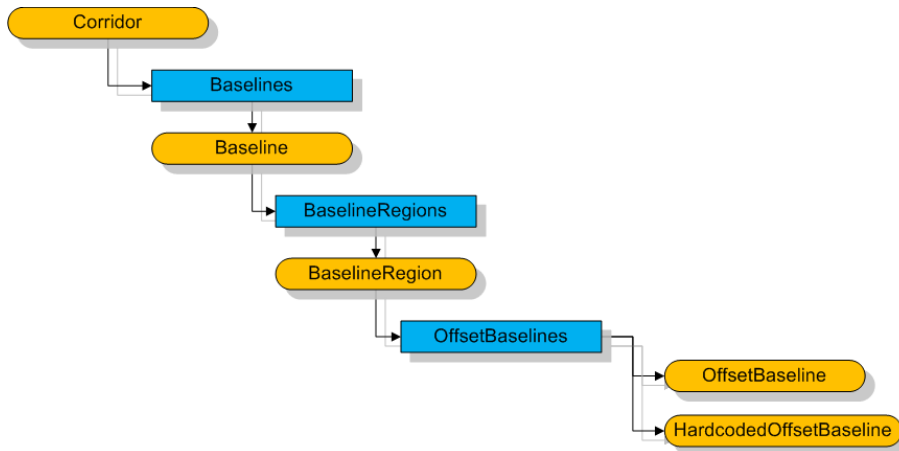 Corridor
Baselines
Baseline
BaselineRegions
BaselineRegion
OffsetBaselines
OffsetBaseline
HardcodedOffsetBaseline